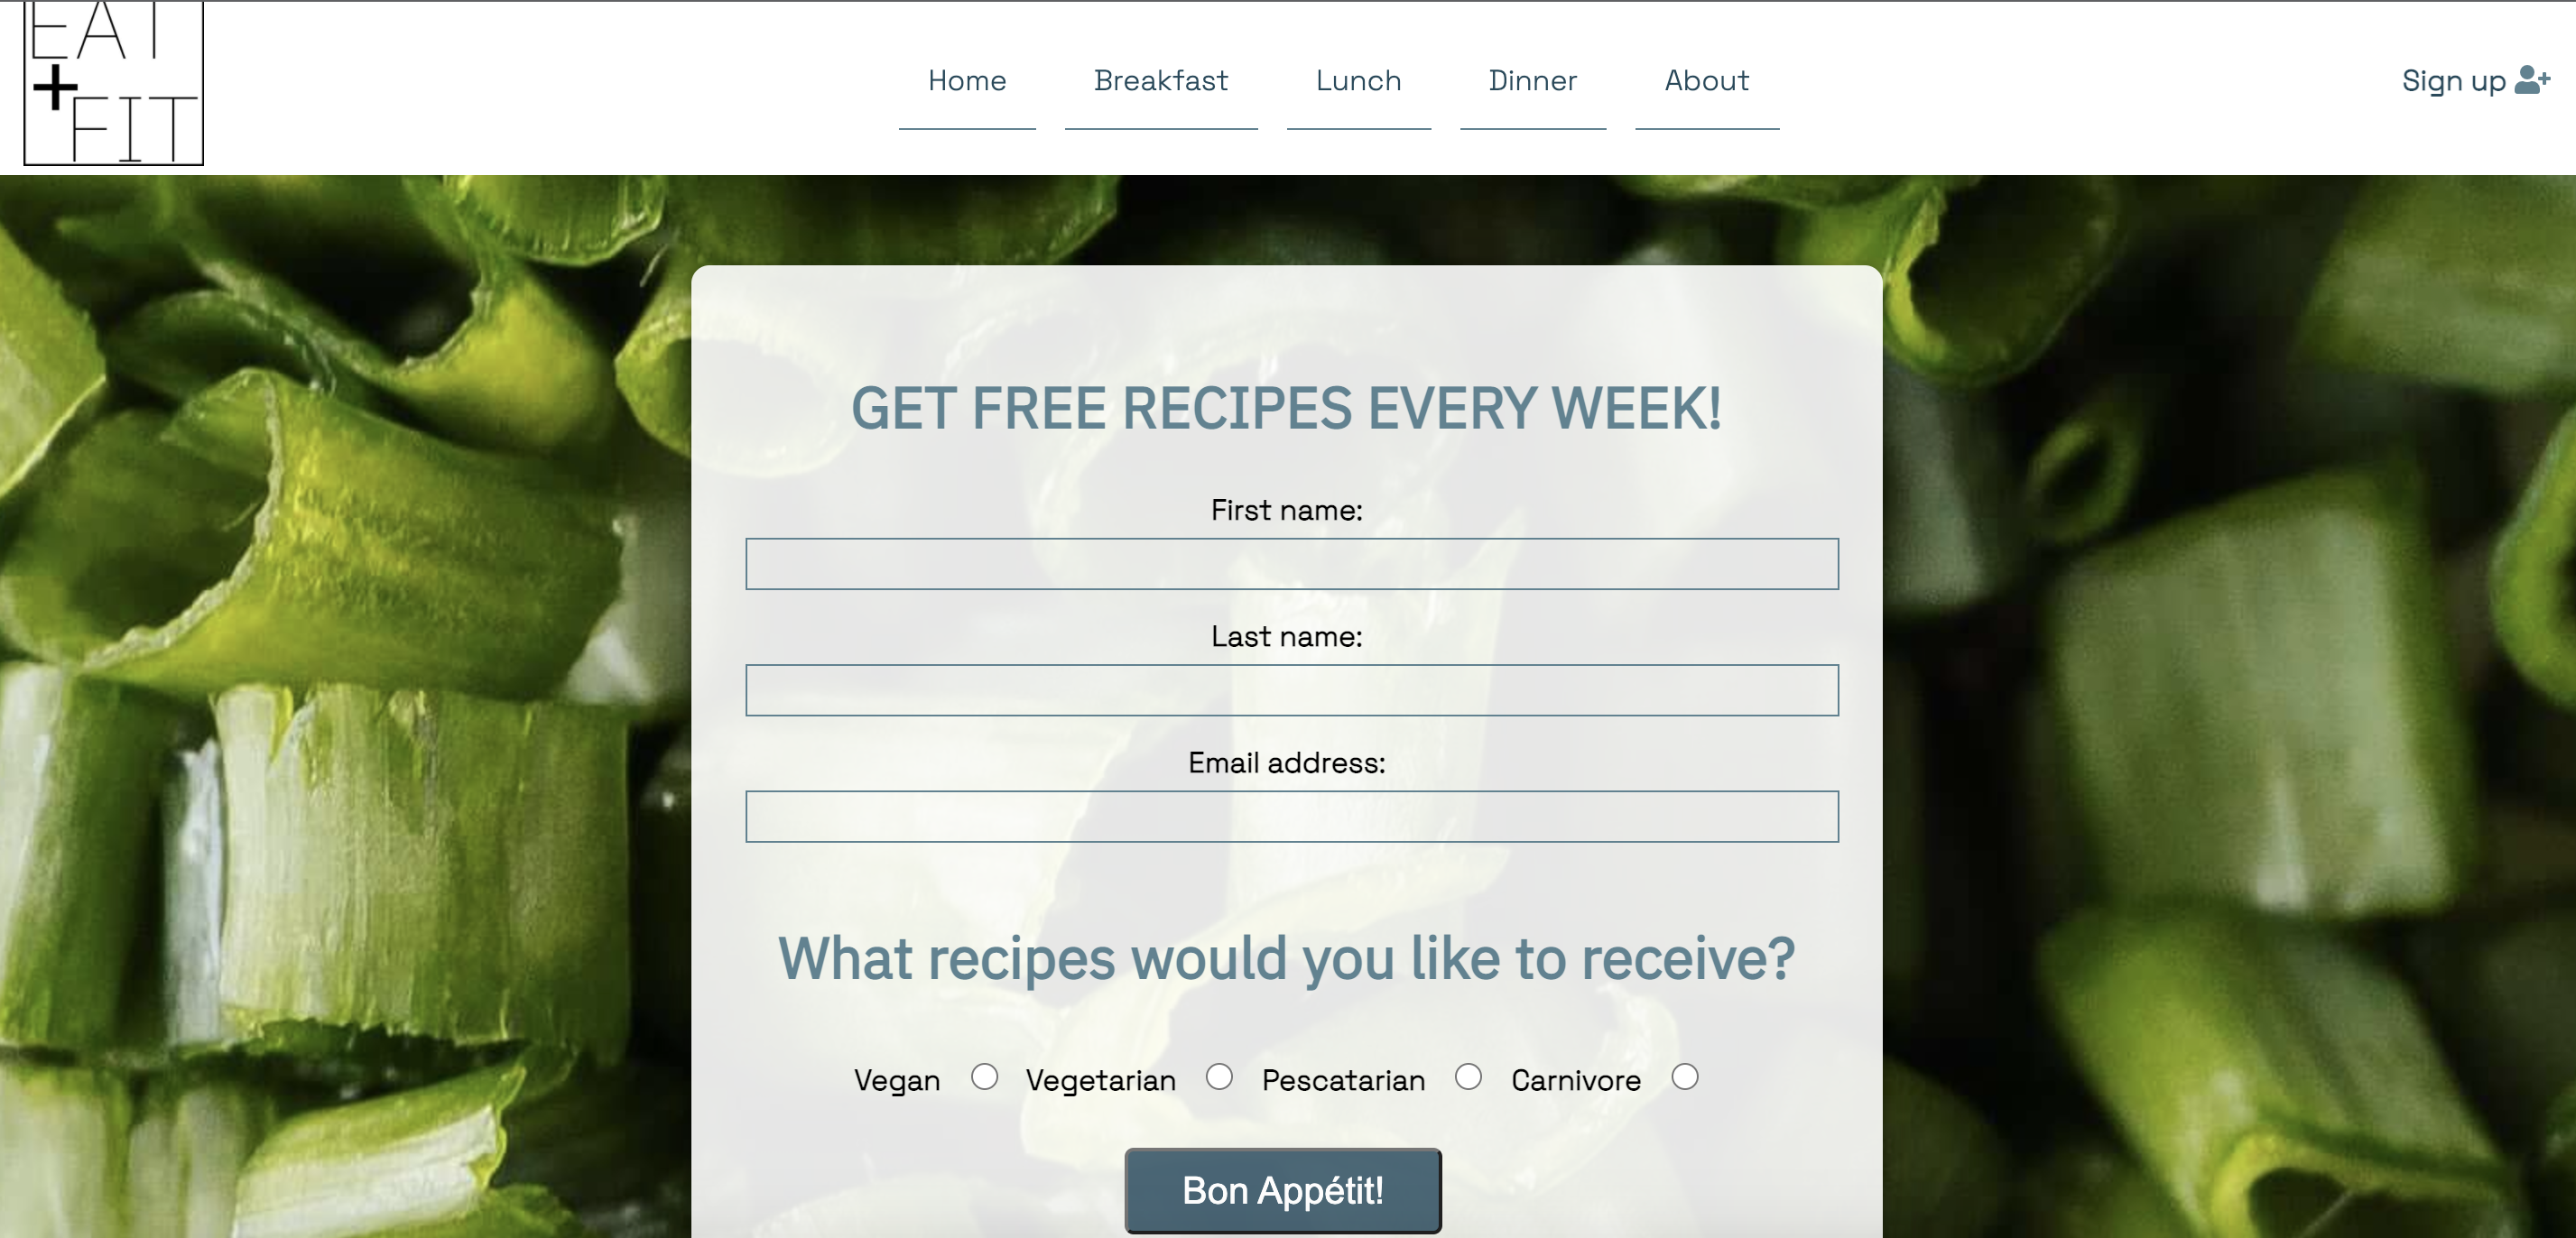 EAT
+
FIT
Home Breakfast Lunch Dinner About
Sign up
GET FREE RECIPES EVERY WEEK!
First name:
Last name:
Email address:
What recipes would you like to receive?
Vegan Vegetarian Pescatarian Carnivore
Bon Appétit!